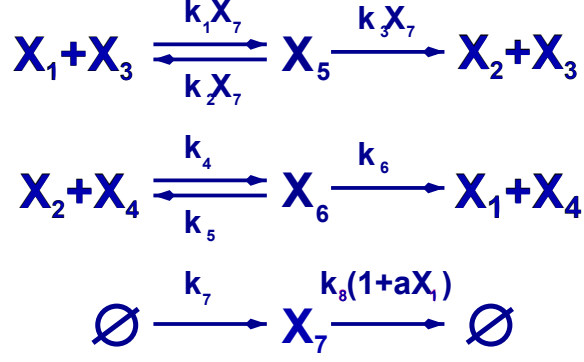 k₁X₇ k₃X₇
X₁+X₃ X₅ X₂+X₃
k₂X₇
k₄ k₆
X₂+X₄ X₆ X₁+X₄
k₅
k₇ k₈(1+aX₁)
∅ X₇ ∅